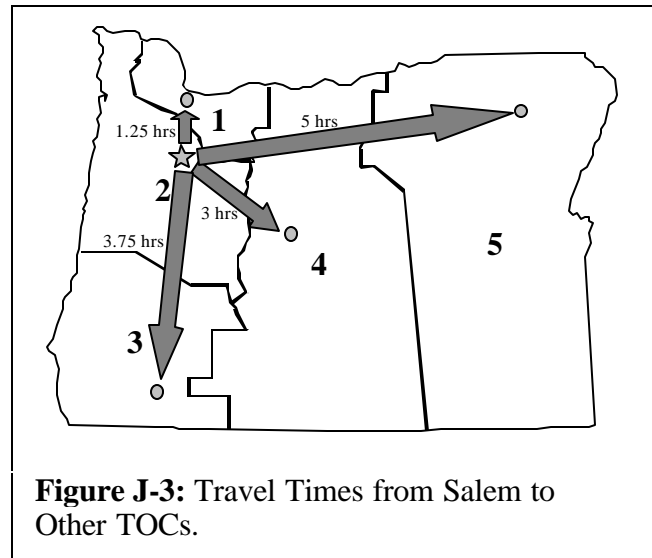 1
5 hrs
1.25 hrs
2
3 hrs
3.75 hrs
4
5
3
Figure J-3: Travel Times from Salem to
Other TOCs.